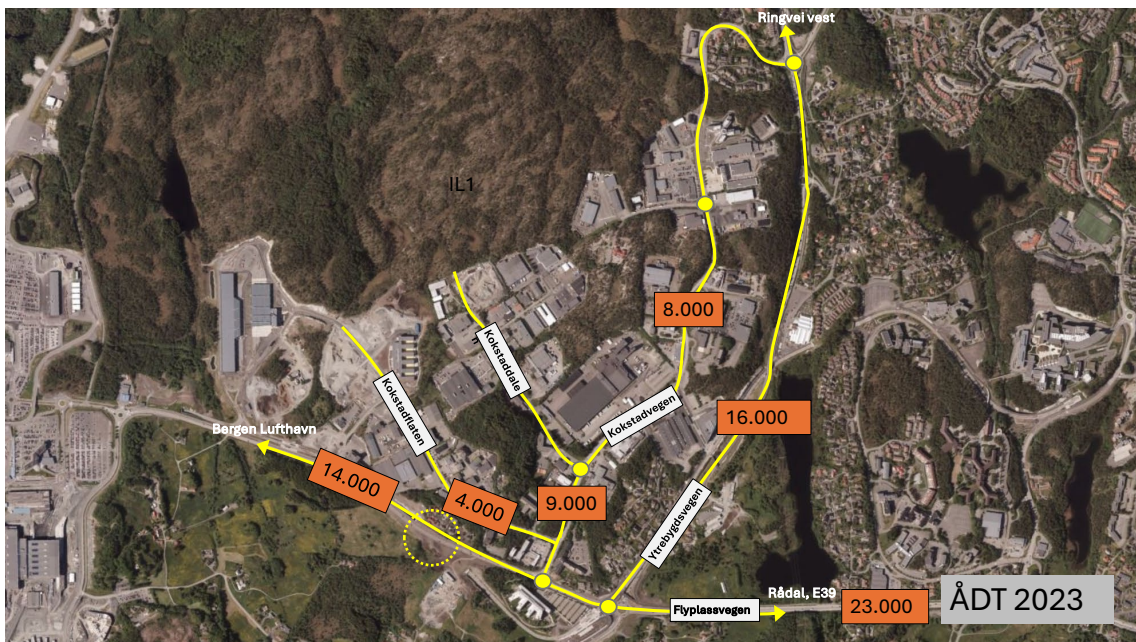 Ringvei vest
IL1
8.000
Kokstaddale
n
Kokstadflaten
Kokstadvegen
16.000
Bergen Lufthavn
14.000
4.000
9.000
Ytrebygdsvegen
Rådal, E39
Flyplassvegen
23.000
ÅDT 2023